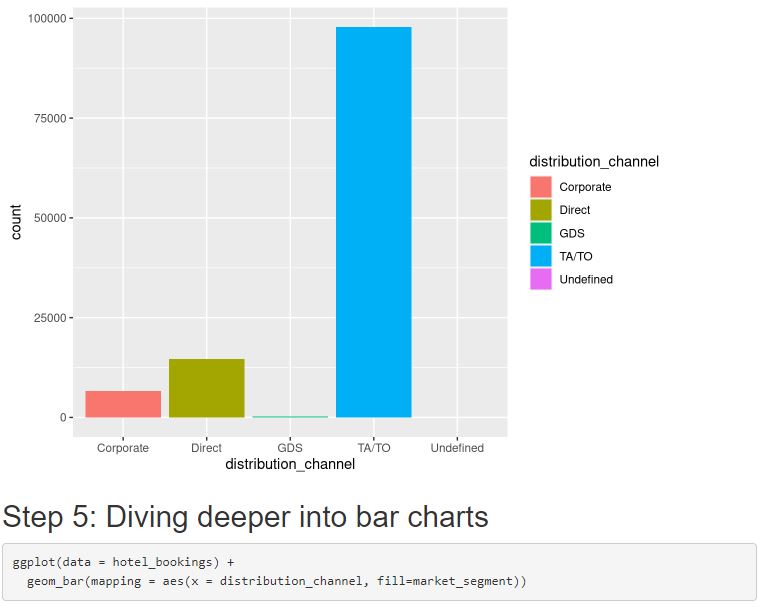 100000
75000
50000
25000
0
count
Corporate
Direct
GDS
TA/TO
Undefined
distribution_channel
distribution_channel
Corporate
Direct
GDS
TA/TO
Undefined
Step 5: Diving deeper into bar charts
ggplot(data = hotel_bookings) +
  geom_bar(mapping = aes(x = distribution_channel, fill=market_segment))